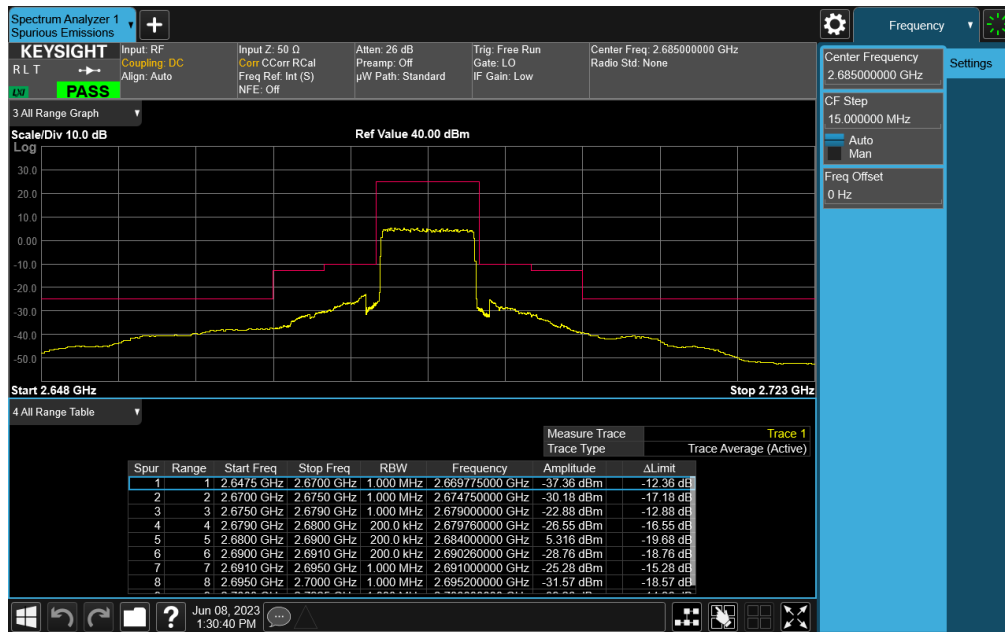 Spectrum Analyzer 1
Spurious Emissions
Frequency
KEYSIGHT
R L T
LXI
PASS
Input: RF
Coupling: DC
Align: Auto
Input Z: 50 Ω
Corr CCorr RCal
Freq Ref: Int (S)
NFE: Off
Atten: 26 dB
Preamp: Off
µW Path: Standard
Trig: Free Run
Gate: LO
IF Gain: Low
Center Freq: 2.685000000 GHz
Radio Std: None
Center Frequency
2.685000000 GHz
Settings
CF Step
15.000000 MHz
Auto
Man
Freq Offset
0 Hz
3 All Range Graph
Scale/Div 10.0 dB
Ref Value 40.00 dBm
Log
30.0
20.0
10.0
0.00
-10.0
-20.0
-30.0
-40.0
-50.0
Start 2.648 GHz
Stop 2.723 GHz
4 All Range Table
Measure Trace Trace 1
Trace Type Trace Average (Active)
Spur Range Start Freq Stop Freq RBW Frequency Amplitude ΔLimit
1 1 2.6475 GHz 2.6700 GHz 1.000 MHz 2.669775000 GHz -37.36 dBm -12.36 dB
2 2 2.6700 GHz 2.6750 GHz 1.000 MHz 2.674750000 GHz -30.18 dBm -17.18 dB
3 3 2.6750 GHz 2.6790 GHz 1.000 MHz 2.679000000 GHz -22.88 dBm -12.88 dB
4 4 2.6790 GHz 2.6800 GHz 200.0 kHz 2.679760000 GHz -26.55 dBm -16.55 dB
5 5 2.6800 GHz 2.6900 GHz 200.0 kHz 2.684000000 GHz 5.316 dBm -19.68 dB
6 6 2.6900 GHz 2.6910 GHz 200.0 kHz 2.690260000 GHz -28.76 dBm -18.76 dB
7 7 2.6910 GHz 2.6950 GHz 1.000 MHz 2.691000000 GHz -25.28 dBm -15.28 dB
8 8 2.6950 GHz 2.7000 GHz 1.000 MHz 2.695200000 GHz -31.57 dBm -18.57 dB
Jun 08, 2023
1:30:40 PM